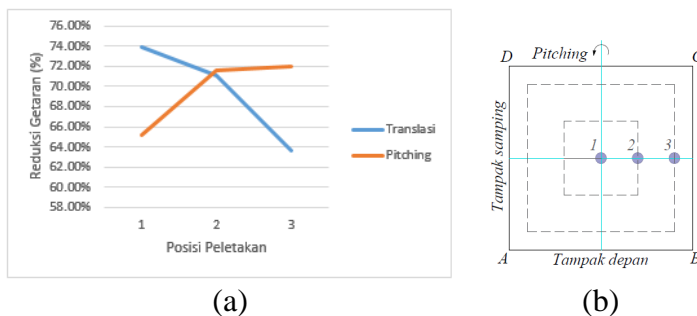 76.00%
74.00%
72.00%
70.00%
68.00%
66.00%
64.00%
62.00%
60.00%
58.00%
Reduksi Getaran (%)
1 2 3
Posisi Peletakan
Translasi
Pitching
(a)
D Pitching C
Tampak samping
1 2 3
A Tampak depan B
(b)